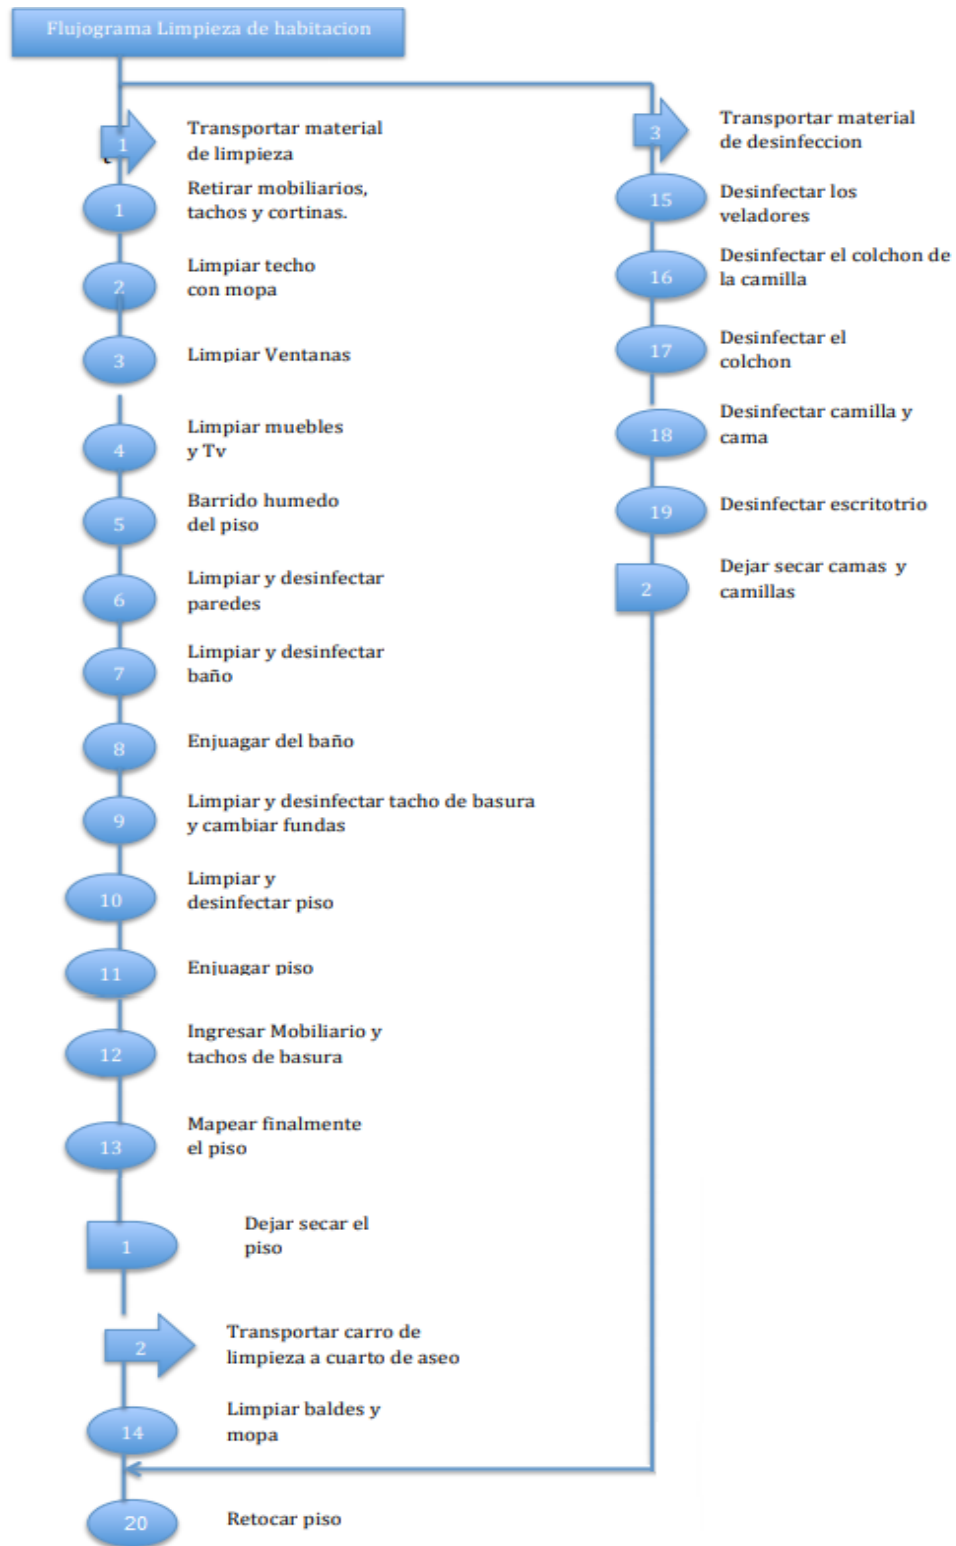 Flujograma Limpieza de habitacion
1
Transportar material
de limpieza
1
Retirar mobiliarios,
tachos y cortinas.
2
Limpiar techo
con mopa
3
Limpiar Ventanas
4
Limpiar muebles
y Tv
5
Barrido humedo
del piso
6
Limpiar y desinfectar
paredes
7
Limpiar y desinfectar
baño
8
Enjuagar del baño
9
Limpiar y desinfectar tacho de basura
y cambiar fundas
10
Limpiar y
desinfectar piso
11
Enjuagar piso
12
Ingresar Mobiliario y
tachos de basura
13
Mapear finalmente
el piso
1
Dejar secar el
piso
2
Transportar carro de
limpieza a cuarto de aseo
14
Limpiar baldes y
mopa
3
Transportar material
de desinfeccion
15
Desinfectar los
veladores
16
Desinfectar el colchon de
la camilla
17
Desinfectar el
colchon
18
Desinfectar camilla y
cama
19
Desinfectar escritotrio
2
Dejar secar camas y
camillas
20
Retocar piso